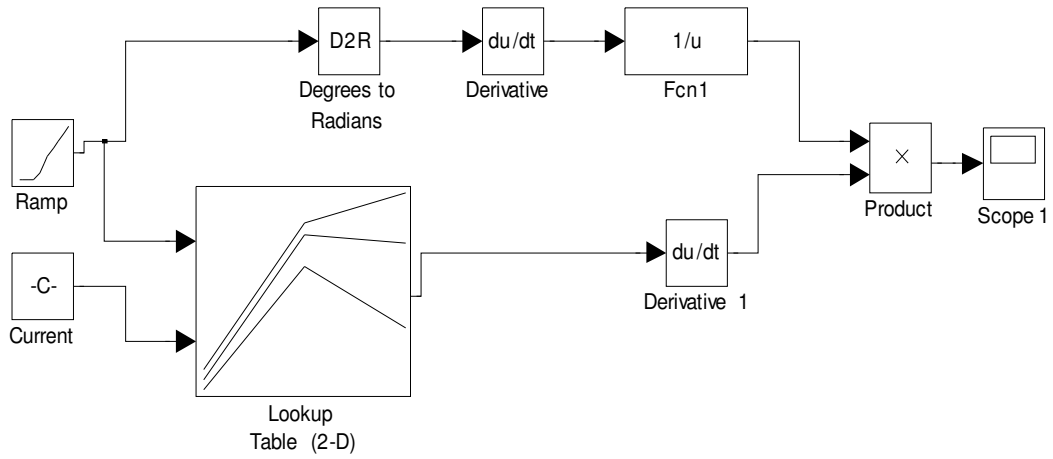 D2R
Degrees to
Radians
du/dt
Derivative
1/u
Fcn1
Ramp
-C-
Current
Lookup
Table (2-D)
du/dt
Derivative 1
×
Product
Scope 1